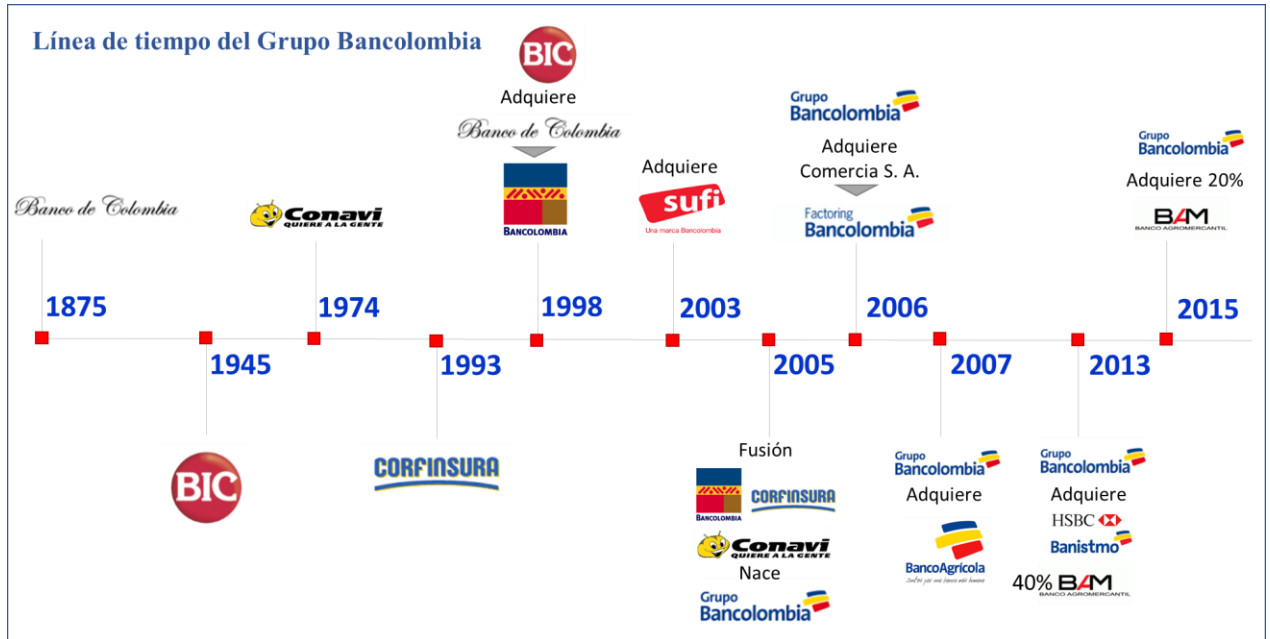 Línea de tiempo del Grupo Bancolombia
BIC
Adquiere
Banco de Colombia
BANCOLOMBIA
Grupo
Bancolombia
Adquiere
Comercia S. A.
Factoring
Bancolombia
Adquiere
sufi
Una marca Bancolombia
Grupo
Bancolombia
Adquiere 20%
BAM
BANCO AGROMERCANTIL
Banco de Colombia
Conavi
QUIERE A LA GENTE
1875
1974
1998
2003
2006
2015
1945
1993
2005
2007
2013
BIC
CORFINSURA
Fusión
BANCOLOMBIA
CORFINSURA
Conavi
QUIERE A LA GENTE
Nace
Grupo
Bancolombia
Grupo
Bancolombia
Adquiere
BancoAgrícola
Grupo
Bancolombia
Adquiere
HSBC
Banistmo
40% BAM
BANCO AGROMERCANTIL